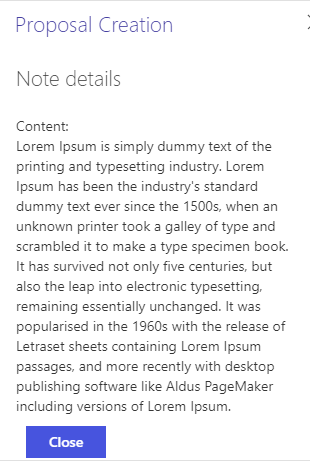 Proposal Creation
Note details
Content:
Lorem Ipsum is simply dummy text of the
printing and typesetting industry. Lorem
Ipsum has been the industry's standard
dummy text ever since the 1500s, when an
unknown printer took a galley of type and
scrambled it to make a type specimen book.
It has survived not only five centuries, but
also the leap into electronic typesetting,
remaining essentially unchanged. It was
popularised in the 1960s with the release of
Letraset sheets containing Lorem Ipsum
passages, and more recently with desktop
publishing software like Aldus PageMaker
including versions of Lorem Ipsum.
Close